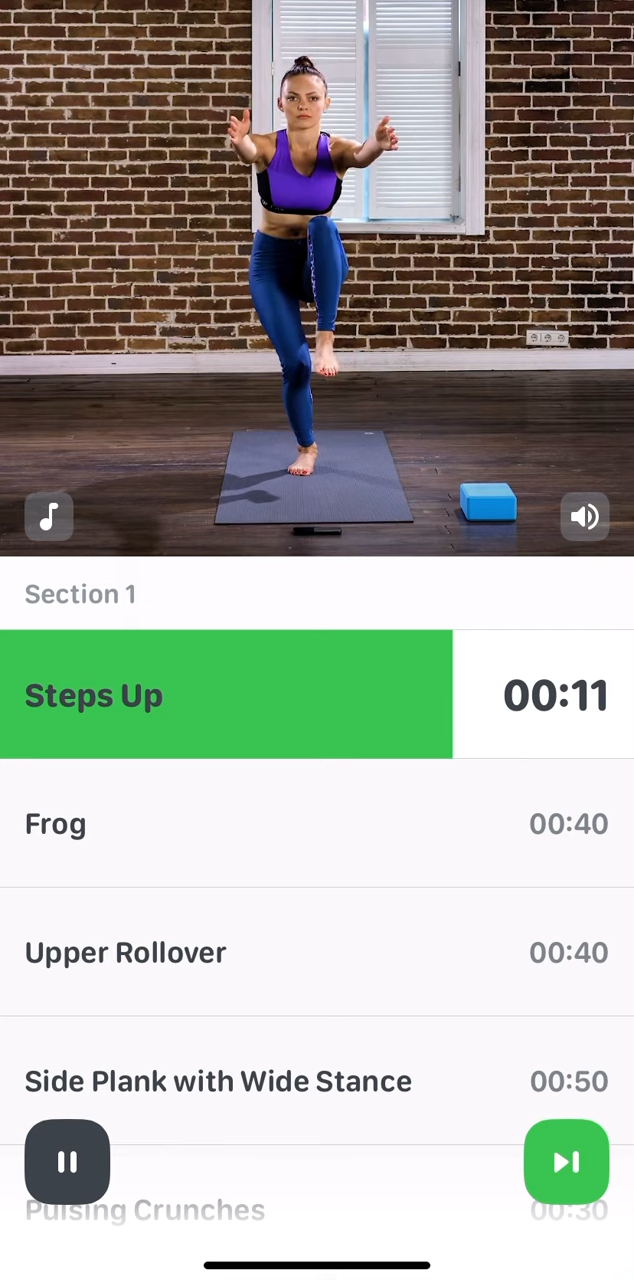 Section 1
Steps Up 00:11
Frog 00:40
Upper Rollover 00:40
Side Plank with Wide Stance 00:50
Pulsing Crunches 00:30